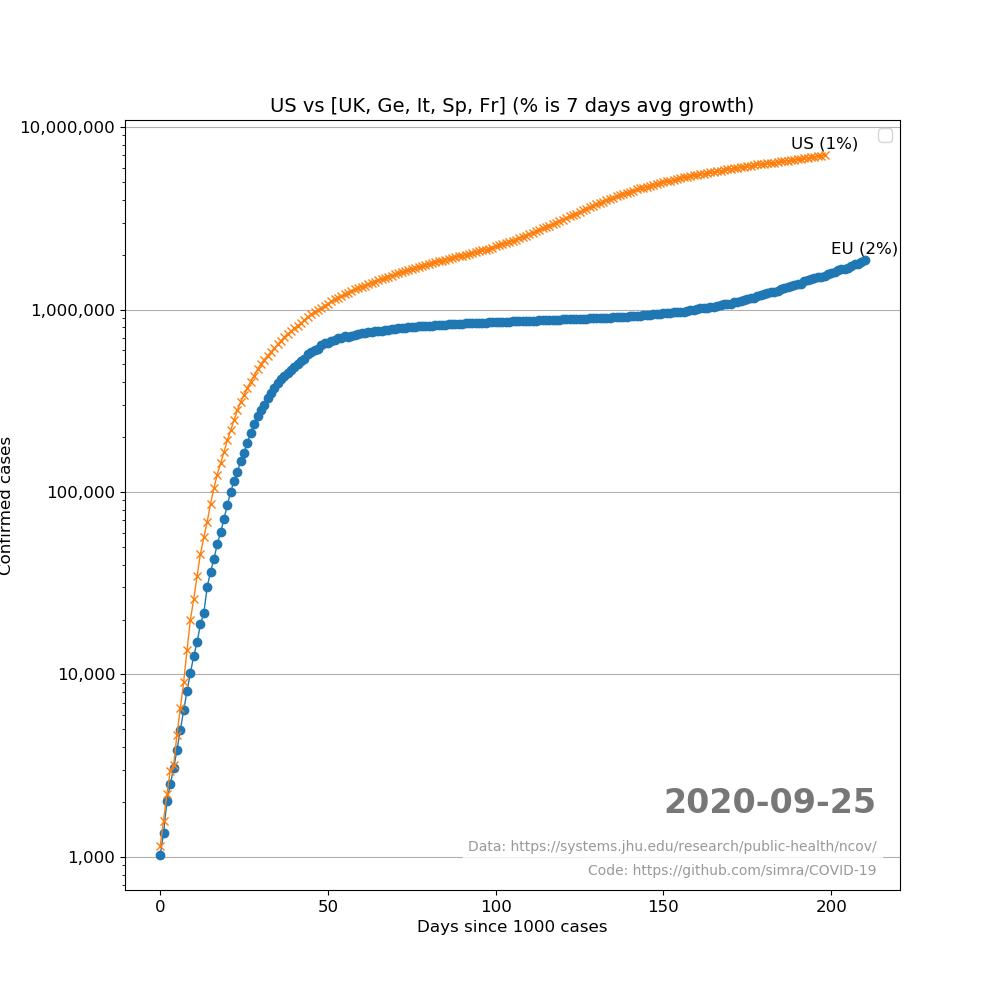 US vs [UK, Ge, It, Sp, Fr] (% is 7 days avg growth)
10,000,000
US (1%)
EU (2%)
1,000,000
100,000
Confirmed cases
10,000
2020-09-25
Data: https://systems.jhu.edu/research/public-health/ncov/
1,000
Code: https://github.com/simra/COVID-19
0 50 100 150 200
Days since 1000 cases